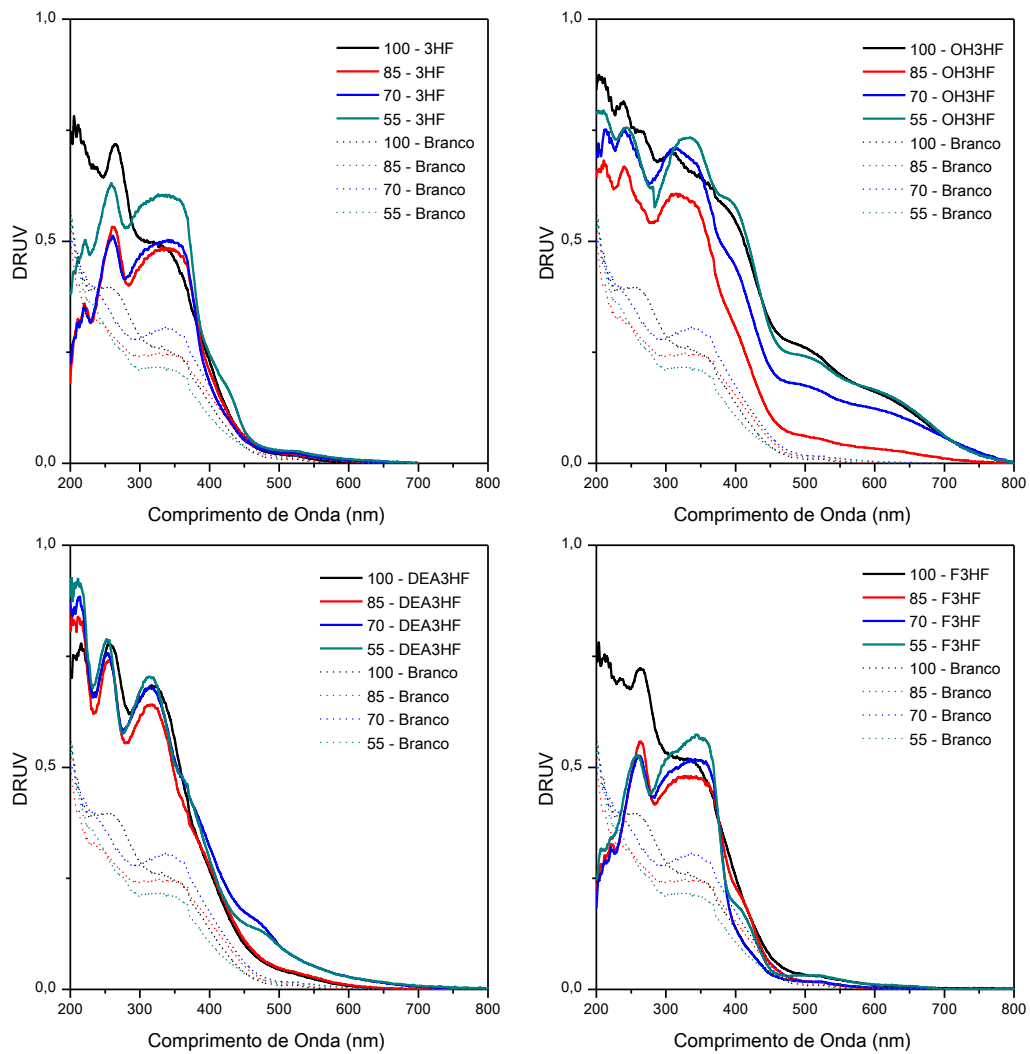 1,0
100 - 3HF
85 - 3HF
70 - 3HF
55 - 3HF
100 - Branco
85 - Branco
70 - Branco
55 - Branco
DRUV
0,5
0,0
200 300 400 500 600 700 800
Comprimento de Onda (nm)
1,0
100 - OH3HF
85 - OH3HF
70 - OH3HF
55 - OH3HF
100 - Branco
85 - Branco
70 - Branco
55 - Branco
DRUV
0,5
0,0
200 300 400 500 600 700 800
Comprimento de Onda (nm)
1,0
100 - DEA3HF
85 - DEA3HF
70 - DEA3HF
55 - DEA3HF
100 - Branco
85 - Branco
70 - Branco
55 - Branco
DRUV
0,5
0,0
200 300 400 500 600 700 800
Comprimento de Onda (nm)
1,0
100 - F3HF
85 - F3HF
70 - F3HF
55 - F3HF
100 - Branco
85 - Branco
70 - Branco
55 - Branco
DRUV
0,5
0,0
200 300 400 500 600 700 800
Comprimento de Onda (nm)